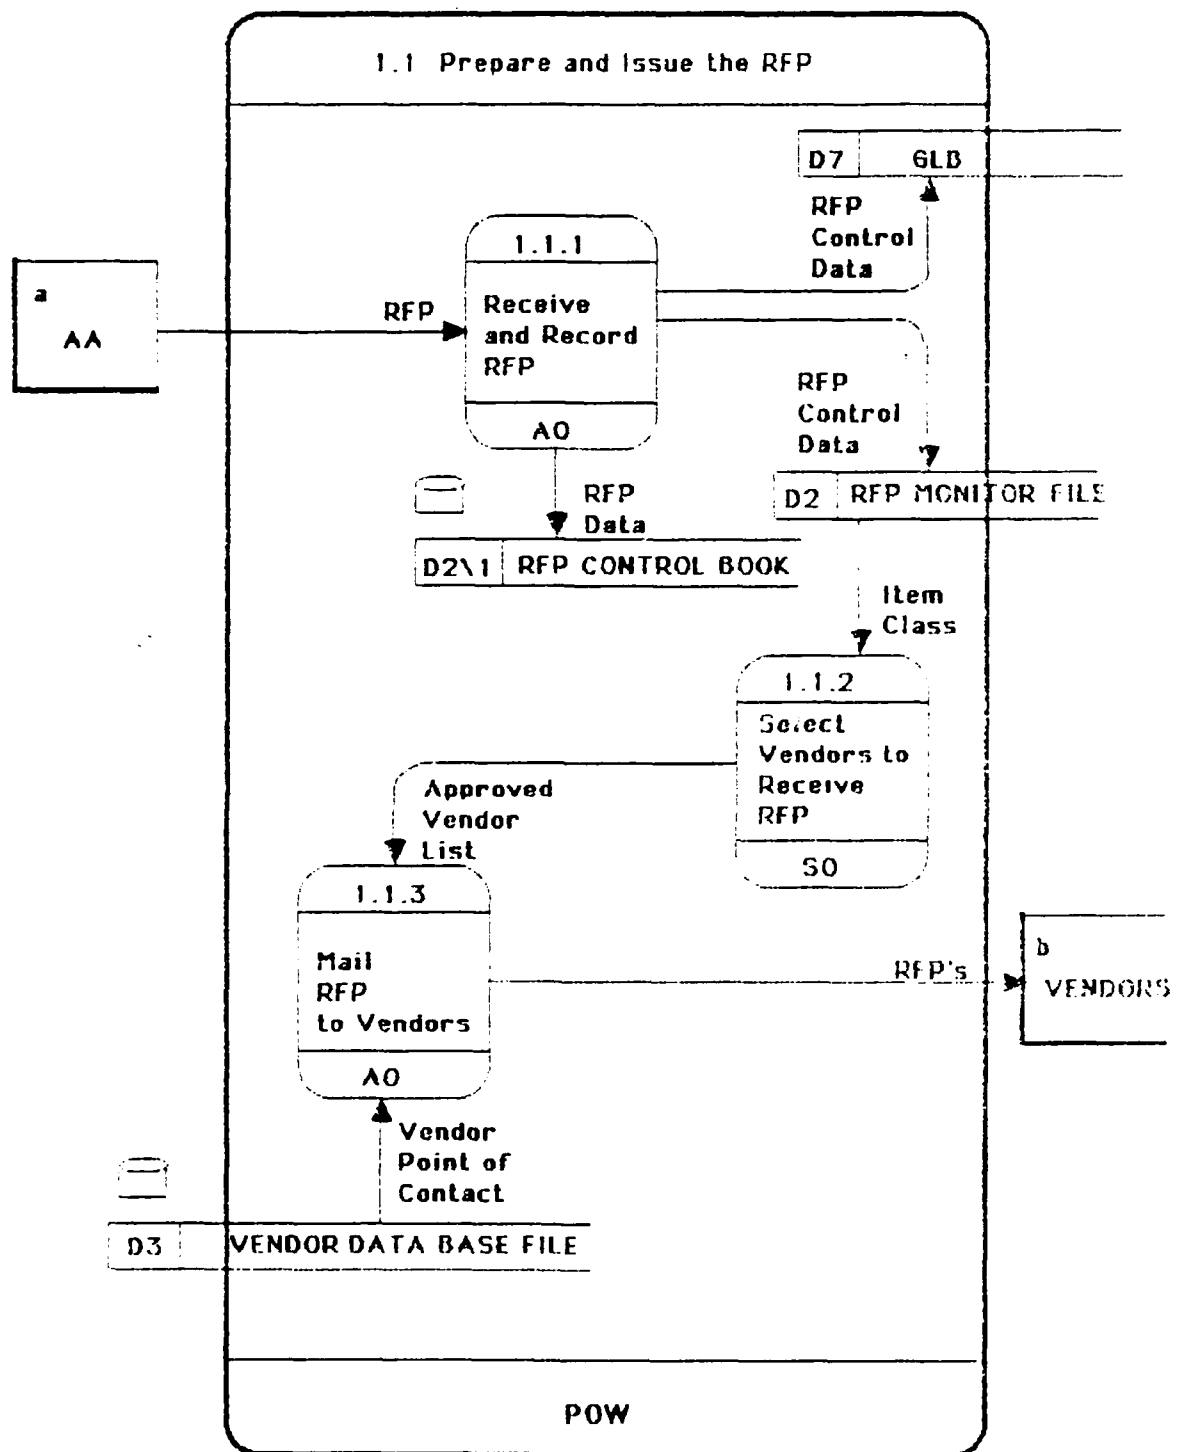 1.1 Prepare and Issue the RFP
D7 GLB
RFP
Control
Data
1.1.1
Receive
and Record
RFP
AO
a
AA
RFP
RFP
Control
Data
RFP
Data
D2 RFP MONITOR FILE
D2\1 RFP CONTROL BOOK
Item
Class
1.1.2
Select
Vendors to
Receive
RFP
SO
Approved
Vendor
List
1.1.3
Mail
RFP
to Vendors
AO
RFP's
b
VENDORS
Vendor
Point of
Contact
D3 VENDOR DATA BASE FILE
POW